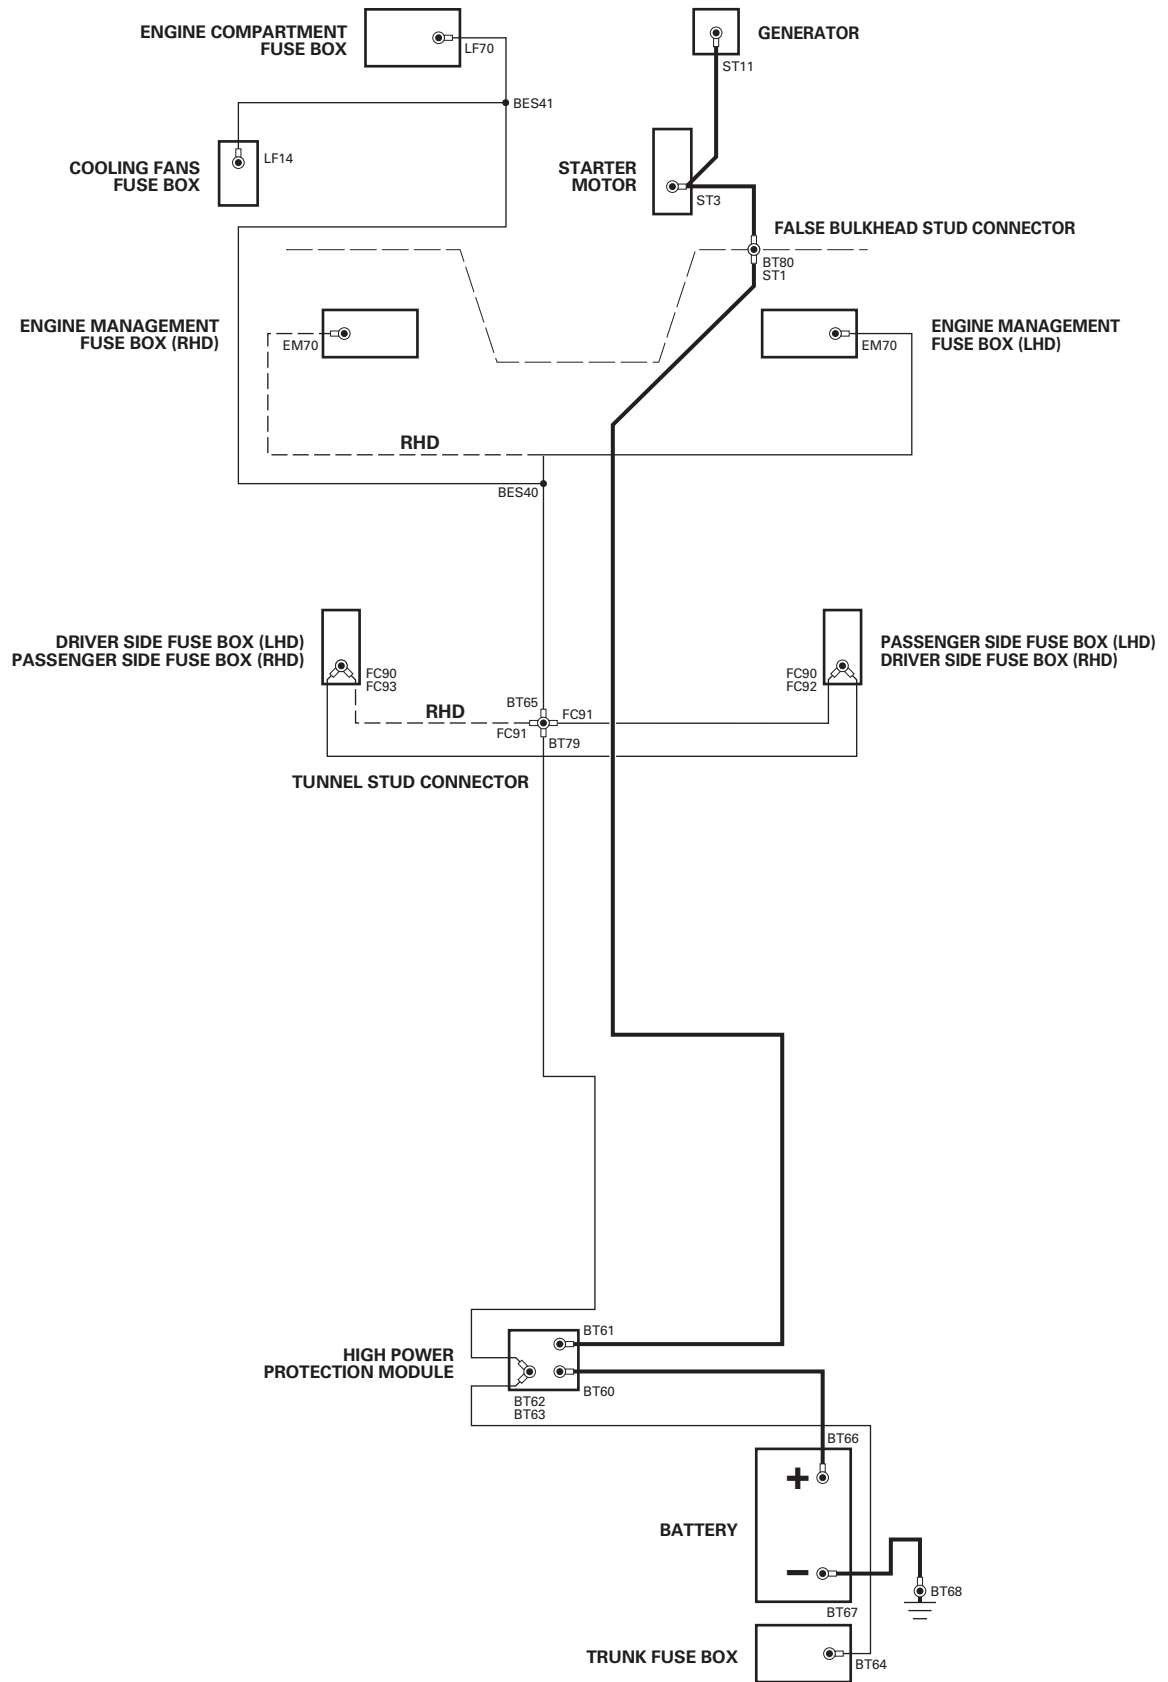 ENGINE COMPARTMENT
FUSE BOX
LF70
GENERATOR
ST11
BES41
COOLING FANS
FUSE BOX
LF14
STARTER
MOTOR
ST3
FALSE BULKHEAD STUD CONNECTOR
BT80
ST1
ENGINE MANAGEMENT
FUSE BOX (RHD)
EM70
EM70
ENGINE MANAGEMENT
FUSE BOX (LHD)
RHD
BES40
DRIVER SIDE FUSE BOX (LHD)
PASSENGER SIDE FUSE BOX (RHD)
FC90
FC93
FC90
FC92
PASSENGER SIDE FUSE BOX (LHD)
DRIVER SIDE FUSE BOX (RHD)
RHD
BT65
FC91
FC91
BT79
TUNNEL STUD CONNECTOR
HIGH POWER
PROTECTION MODULE
BT61
BT60
BT62
BT63
BT66
+
BATTERY
–
BT68
BT67
TRUNK FUSE BOX
BT64